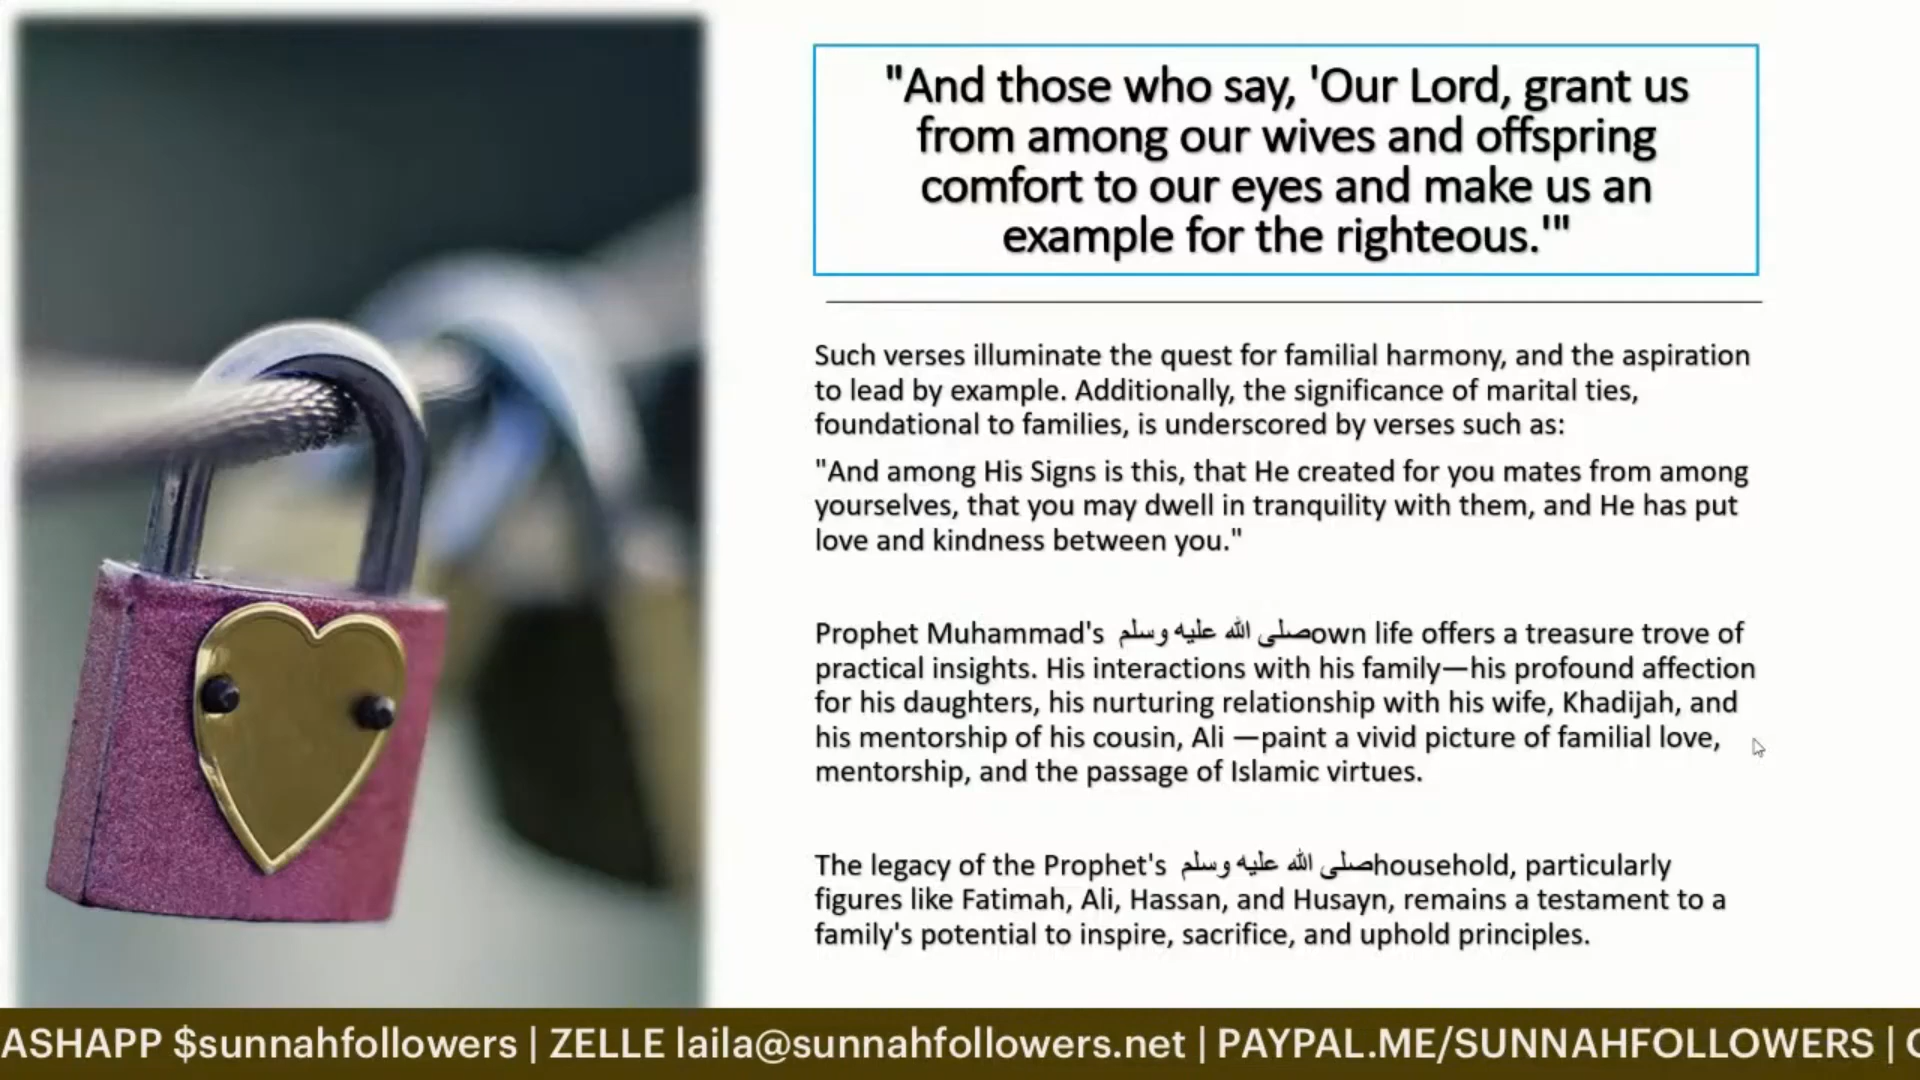 "And those who say, 'Our Lord, grant us
from among our wives and offspring
comfort to our eyes and make us an
example for the righteous.'"
Such verses illuminate the quest for familial harmony, and the aspiration
to lead by example. Additionally, the significance of marital ties,
foundational to families, is underscored by verses such as:
"And among His Signs is this, that He created for you mates from among
yourselves, that you may dwell in tranquility with them, and He has put
love and kindness between you."
Prophet Muhammad's صلى الله عليه وسلم own life offers a treasure trove of
practical insights. His interactions with his family—his profound affection
for his daughters, his nurturing relationship with his wife, Khadijah, and
his mentorship of his cousin, Ali —paint a vivid picture of familial love,
mentorship, and the passage of Islamic virtues.
The legacy of the Prophet's صلى الله عليه وسلم household, particularly
figures like Fatimah, Ali, Hassan, and Husayn, remains a testament to a
family's potential to inspire, sacrifice, and uphold principles.
ASHAPP $sunnahfollowers | ZELLE laila@sunnahfollowers.net | PAYPAL.ME/SUNNAHFOLLOWERS |